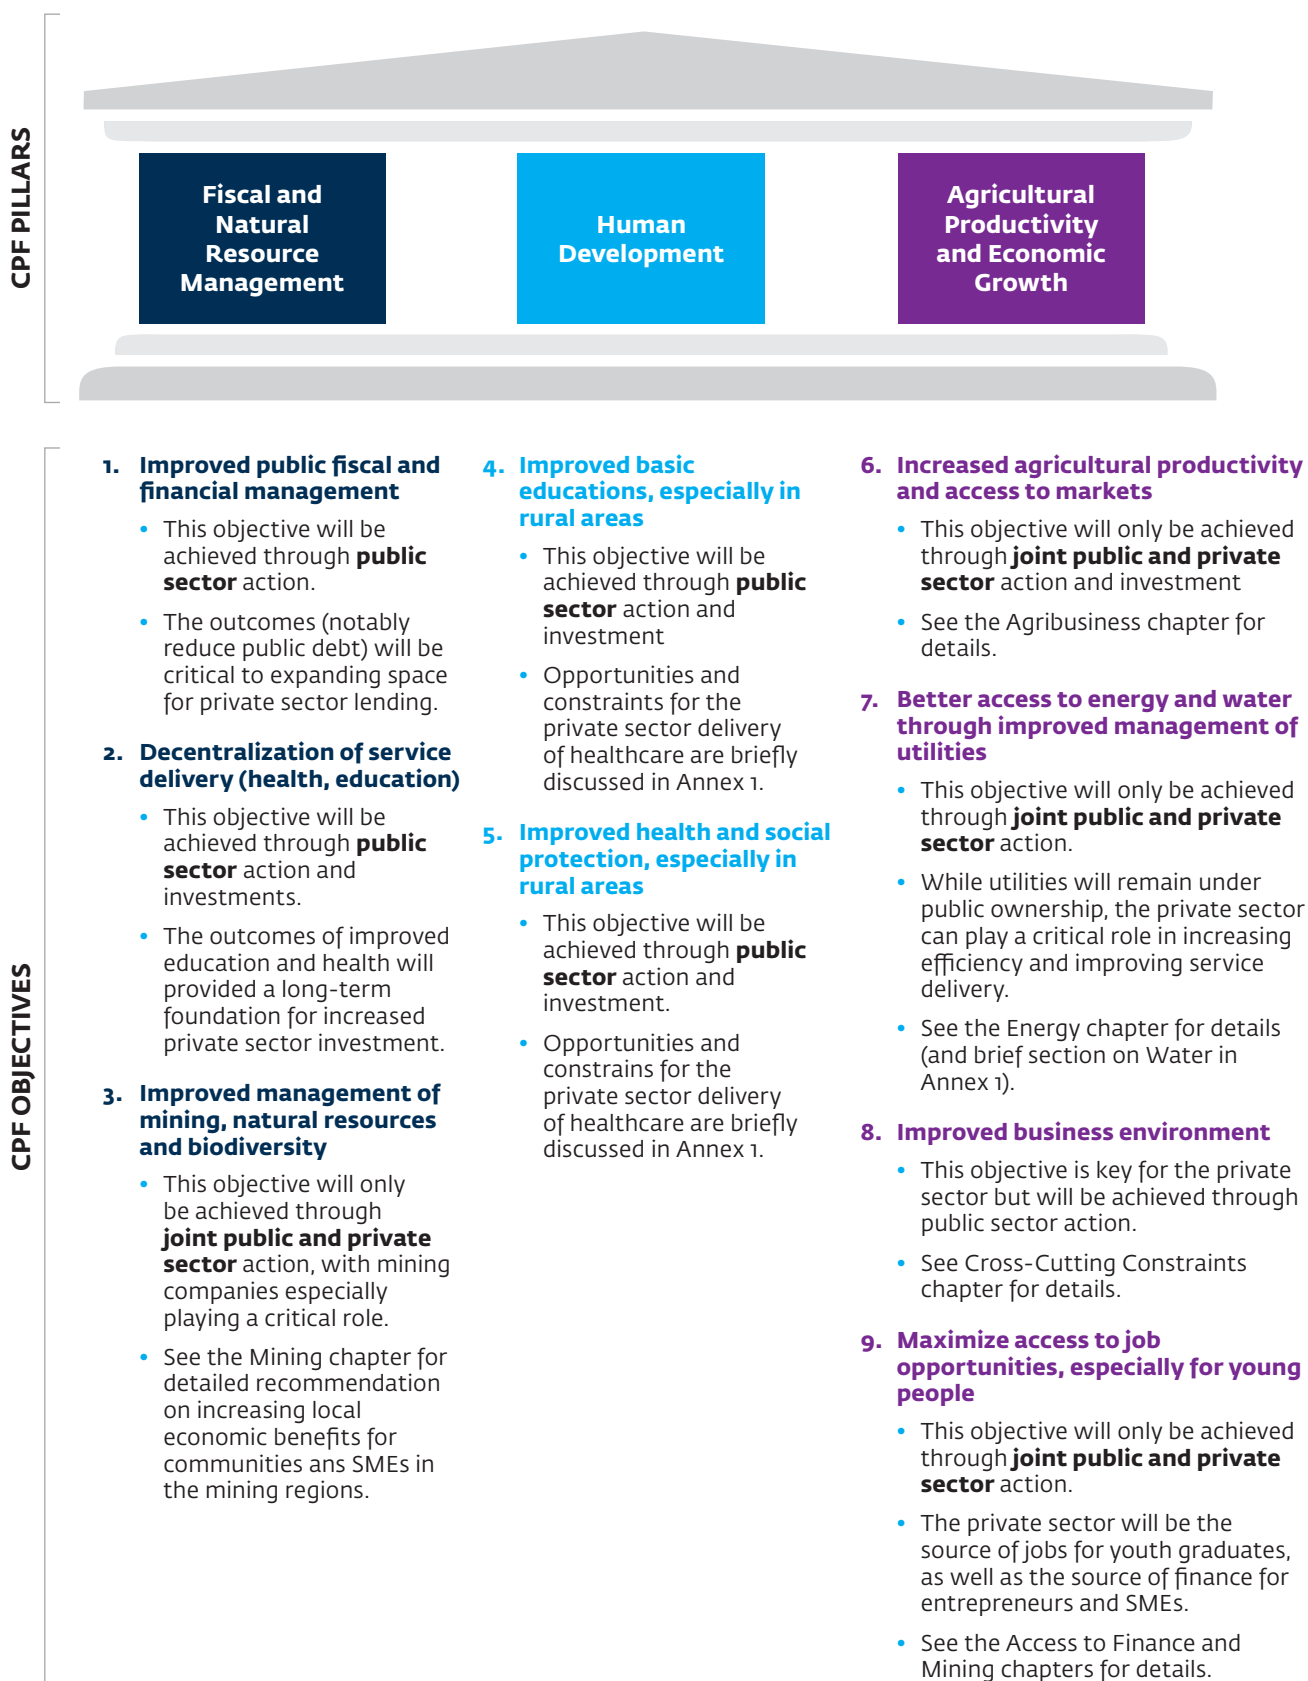 CPF PILLARS
Fiscal and
Natural
Resource
Management
Human
Development
Agricultural
Productivity
and Economic
Growth
CPF OBJECTIVES
1. Improved public fiscal and
financial management
• This objective will be
achieved through public
sector action.
• The outcomes (notably
reduce public debt) will be
critical to expanding space
for private sector lending.
2. Decentralization of service
delivery (health, education)
• This objective will be
achieved through public
sector action and
investments.
• The outcomes of improved
education and health will
provided a long-term
foundation for increased
private sector investment.
3. Improved management of
mining, natural resources
and biodiversity
• This objective will only
be achieved through
joint public and private
sector action, with mining
companies especially
playing a critical role.
• See the Mining chapter for
detailed recommendation
on increasing local
economic benefits for
communities ans SMEs in
the mining regions.
4. Improved basic
educations, especially in
rural areas
• This objective will be
achieved through public
sector action and
investment
• Opportunities and
constraints for the
private sector delivery
of healthcare are briefly
discussed in Annex 1.
5. Improved health and social
protection, especially in
rural areas
• This objective will be
achieved through public
sector action and
investment.
• Opportunities and
constrains for the
private sector delivery
of healthcare are briefly
discussed in Annex 1.
6. Increased agricultural productivity
and access to markets
• This objective will only be achieved
through joint public and private
sector action and investment
• See the Agribusiness chapter for
details.
7. Better access to energy and water
through improved management of
utilities
• This objective will only be achieved
through joint public and private
sector action.
• While utilities will remain under
public ownership, the private sector
can play a critical role in increasing
efficiency and improving service
delivery.
• See the Energy chapter for details
(and brief section on Water in
Annex 1).
8. Improved business environment
• This objective is key for the private
sector but will be achieved through
public sector action.
• See Cross-Cutting Constraints
chapter for details.
9. Maximize access to job
opportunities, especially for young
people
• This objective will only be achieved
through joint public and private
sector action.
• The private sector will be the
source of jobs for youth graduates,
as well as the source of finance for
entrepreneurs and SMEs.
• See the Access to Finance and
Mining chapters for details.